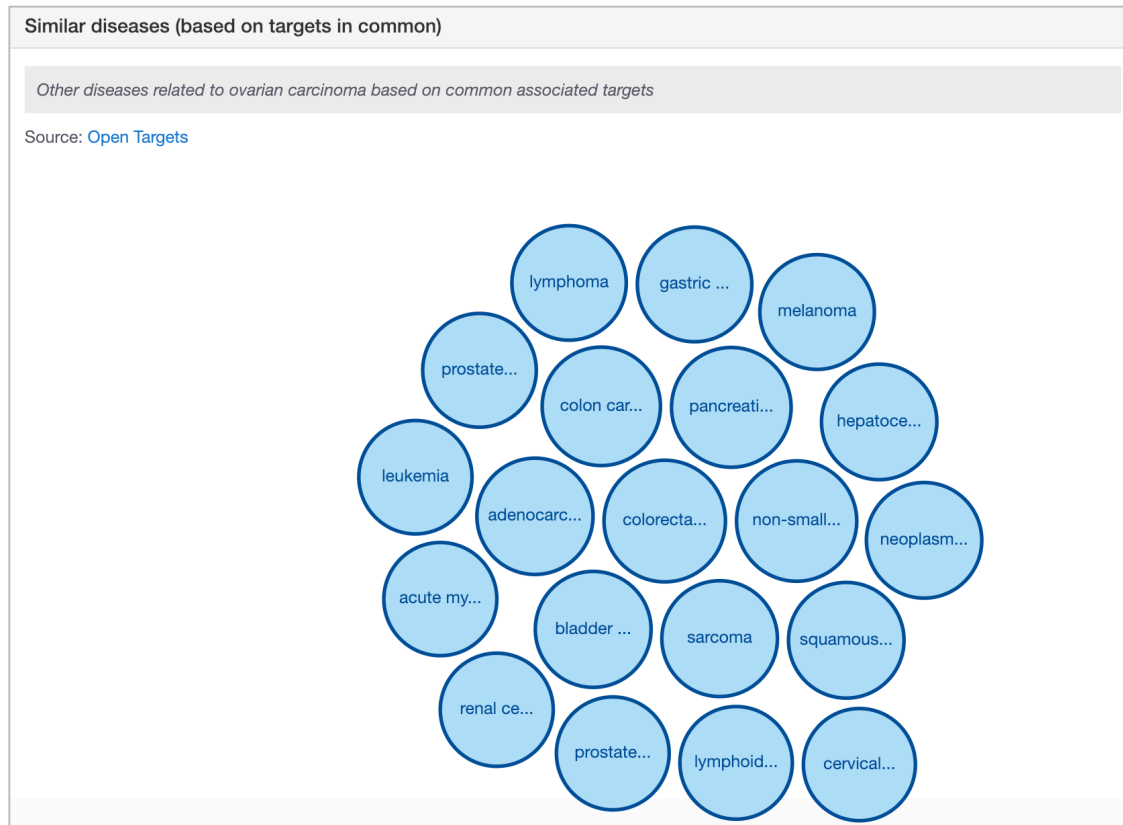 Similar diseases (based on targets in common)
Other diseases related to ovarian carcinoma based on common associated targets
Source: Open Targets
lymphoma
gastric ...
melanoma
prostate...
colon car...
pancreati...
hepatoce...
leukemia
adenocarc...
colorecta...
non-small...
neoplasm...
acute my...
bladder ...
sarcoma
squamous...
renal ce...
prostate...
lymphoid...
cervical...